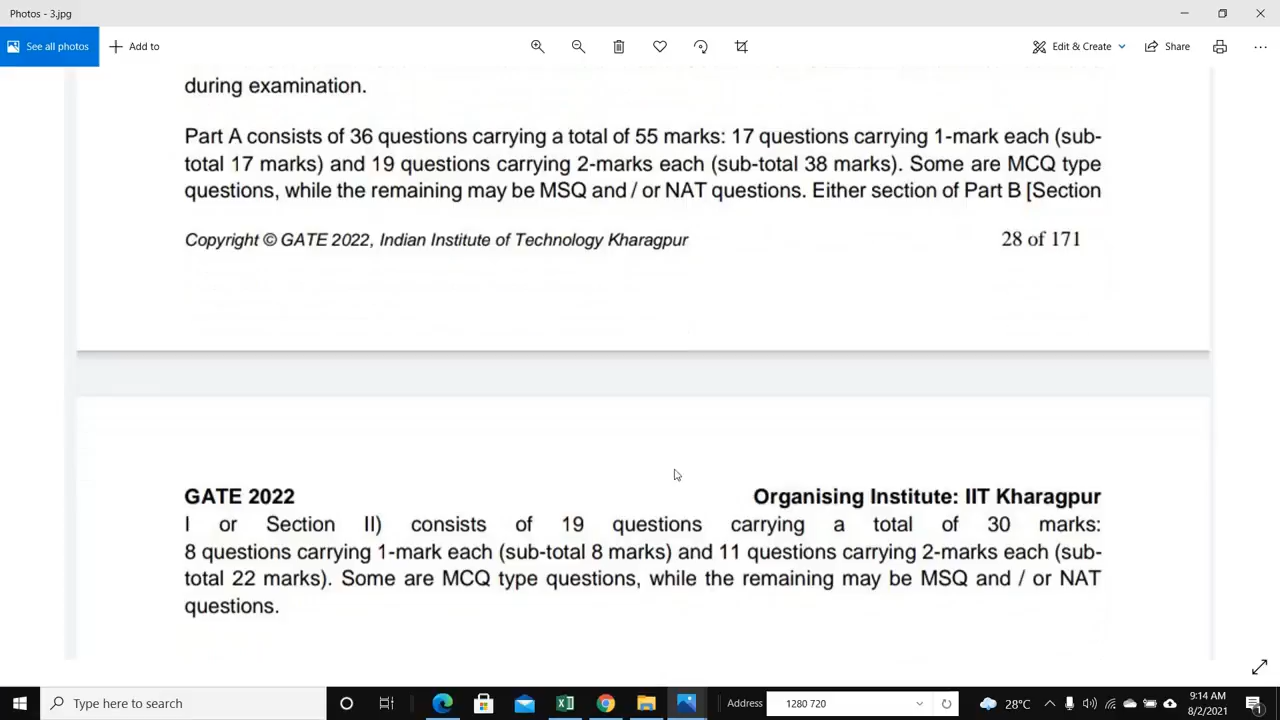 Photos - 3.jpg
See all photos
Add to
Edit & Create
Share
during examination.
Part A consists of 36 questions carrying a total of 55 marks: 17 questions carrying 1-mark each (sub-
total 17 marks) and 19 questions carrying 2-marks each (sub-total 38 marks). Some are MCQ type
questions, while the remaining may be MSQ and / or NAT questions. Either section of Part B [Section
Copyright © GATE 2022, Indian Institute of Technology Kharagpur 28 of 171
GATE 2022 Organising Institute: IIT Kharagpur
I or Section II) consists of 19 questions carrying a total of 30 marks:
8 questions carrying 1-mark each (sub-total 8 marks) and 11 questions carrying 2-marks each (sub-
total 22 marks). Some are MCQ type questions, while the remaining may be MSQ and / or NAT
questions.
Type here to search
Address
1280 720
28°C
9:14 AM
8/2/2021
1